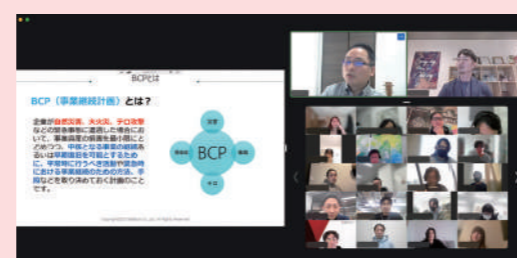 BCPとは
BCP（事業継続計画）とは？
企業が自然災害、大火災、テロ攻撃
などの緊急事態に遭遇した場合にお
いて、事業資産の損害を最小限にと
どめつつ、中核となる事業の継続あ
るいは早期復旧を可能とするため
に、平常時に行うべき活動や緊急時
における事業継続のための方法、手
段などを取り決めておく計画のこと
です。
災害
BCP
テロ